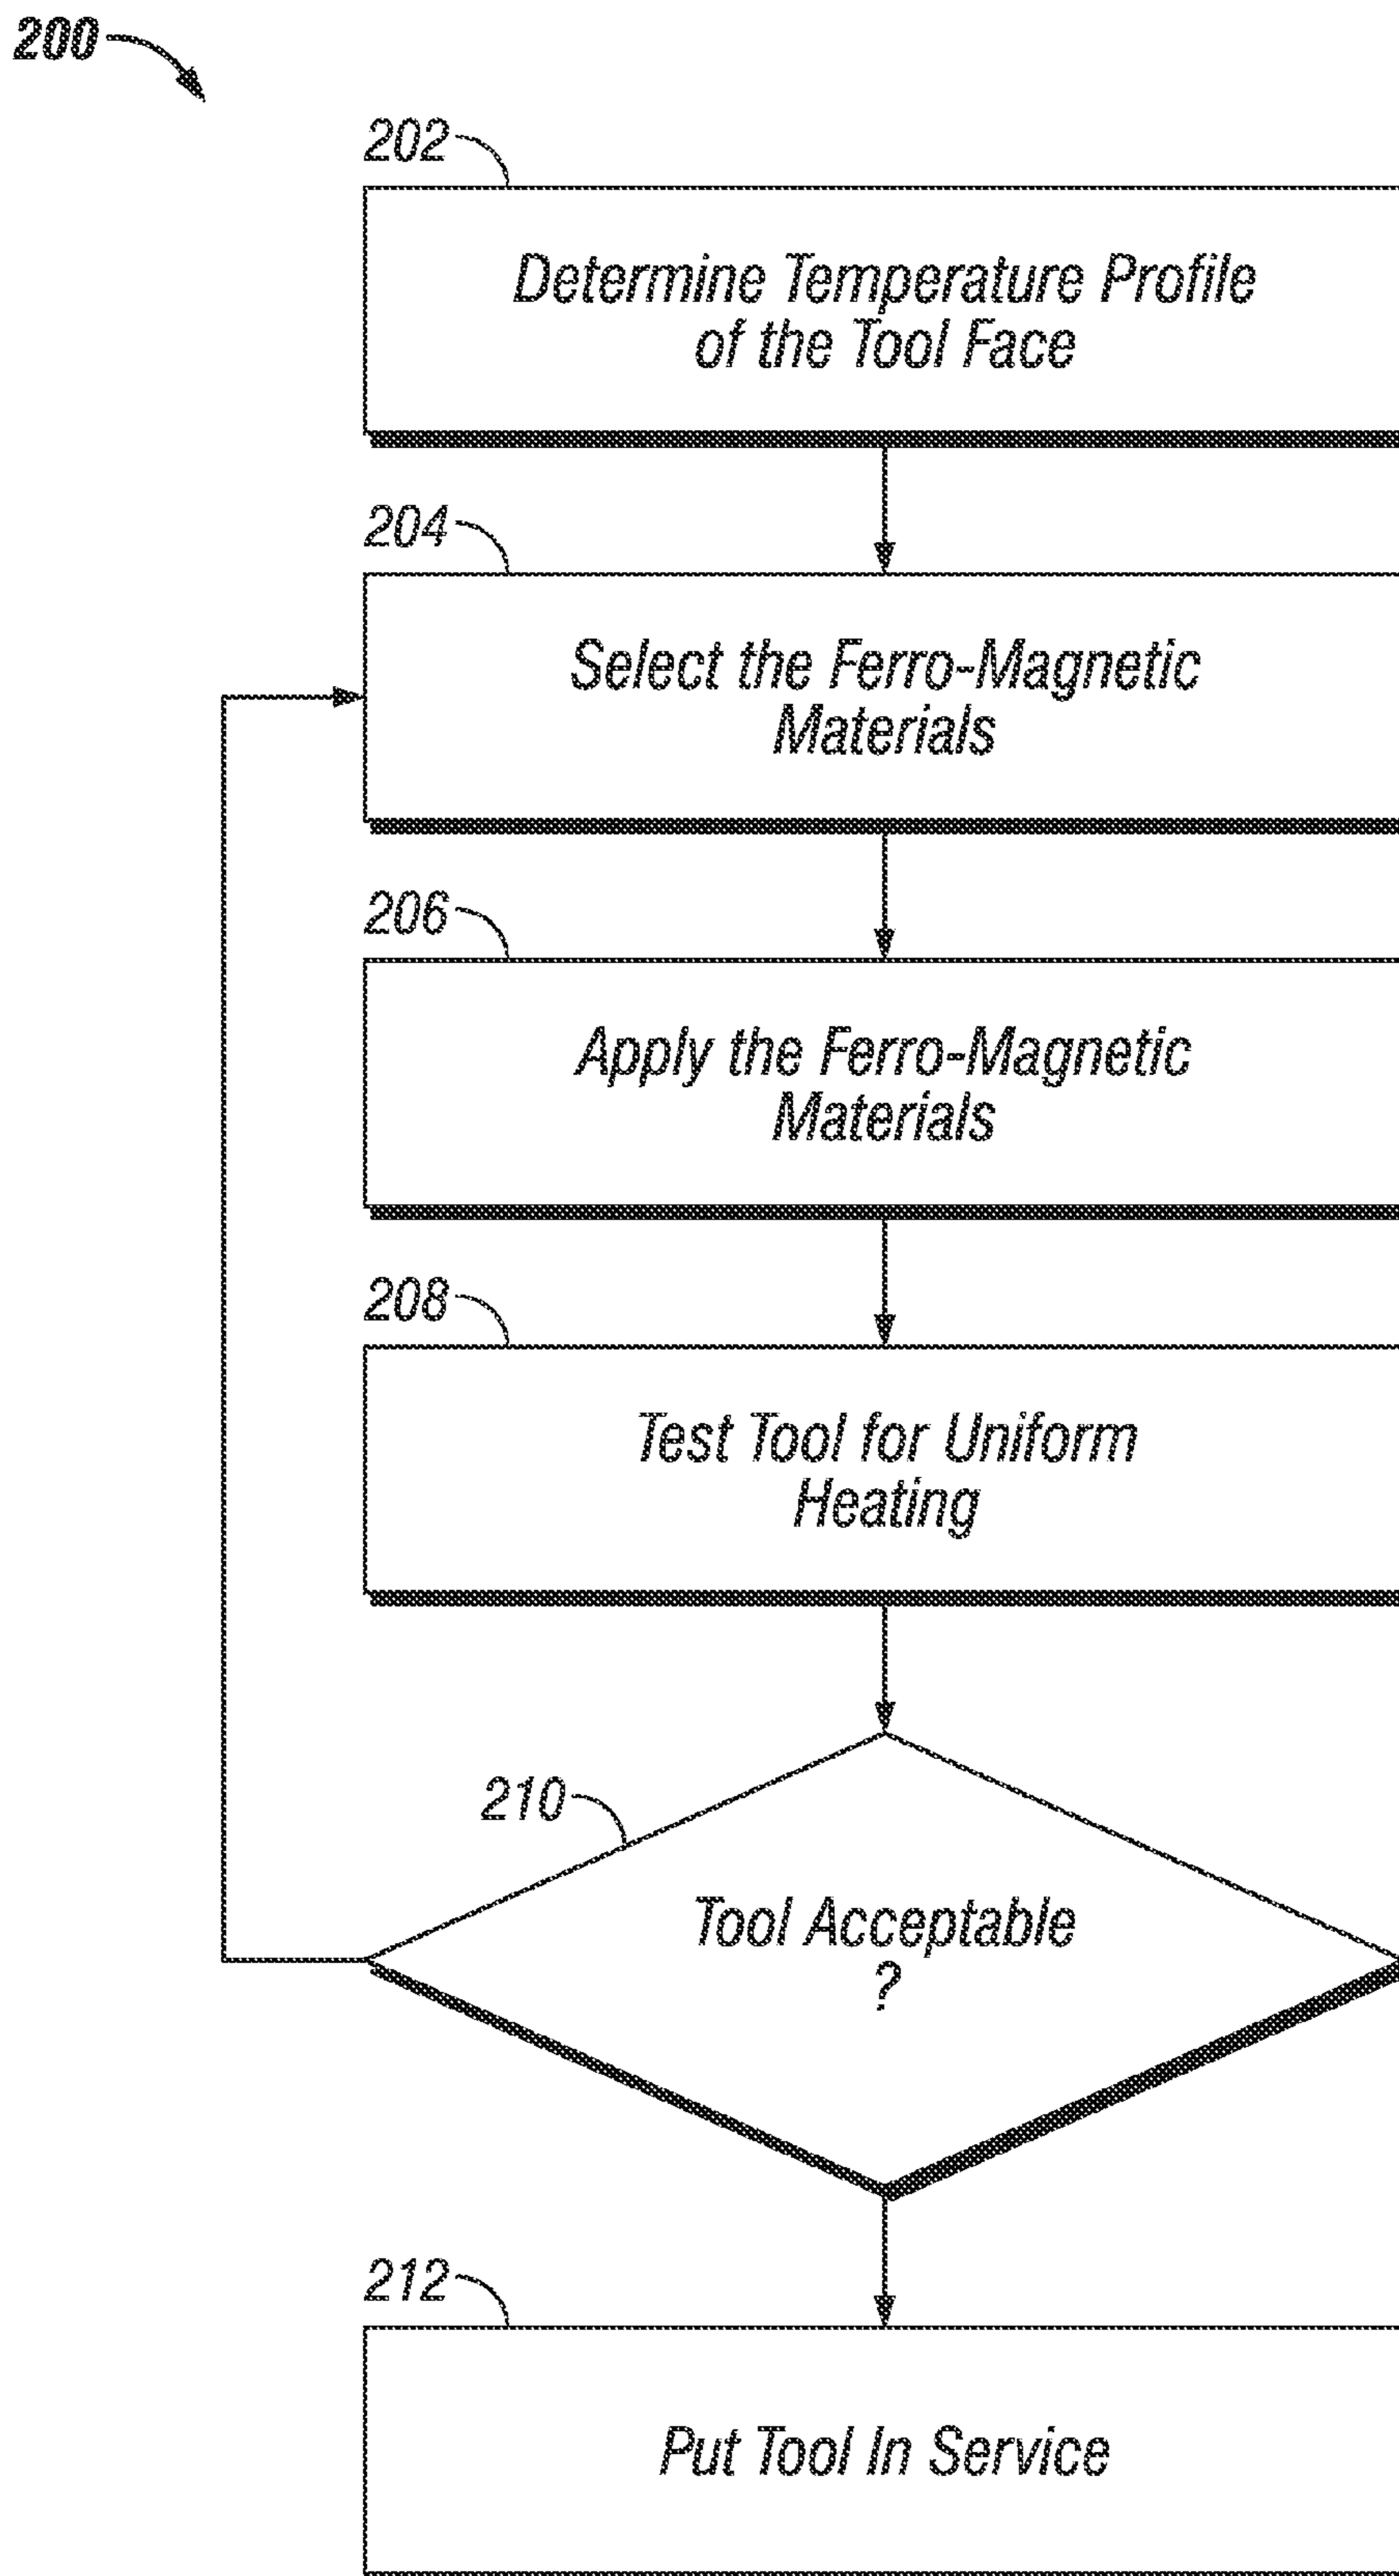 200
202
Determine Temperature Profile
of the Tool Face
204
Select the Ferro-Magnetic
Materials
206
Apply the Ferro-Magnetic
Materials
208
Test Tool for Uniform
Heating
210
Tool Acceptable
?
212
Put Tool In Service